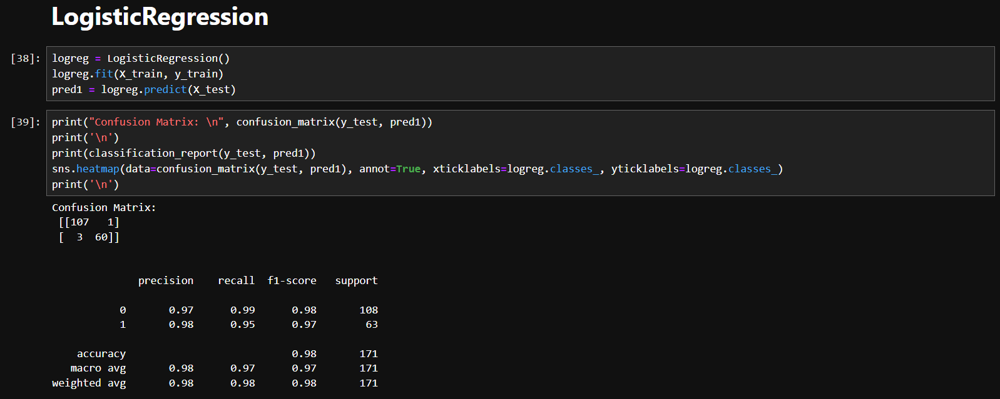 LogisticRegression
[38]: logreg = LogisticRegression()
logreg.fit(X_train, y_train)
pred1 = logreg.predict(X_test)
[39]: print("Confusion Matrix: \n", confusion_matrix(y_test, pred1))
print('\n')
print(classification_report(y_test, pred1))
sns.heatmap(data=confusion_matrix(y_test, pred1), annot=True, xticklabels=logreg.classes_, yticklabels=logreg.classes_)
print('\n')
Confusion Matrix:
[[107   1]
[  3  60]]
precision    recall  f1-score   support
0       0.97      0.99      0.98       108
1       0.98      0.95      0.97        63
accuracy                           0.98       171
macro avg       0.98      0.97      0.97       171
weighted avg       0.98      0.98      0.98       171